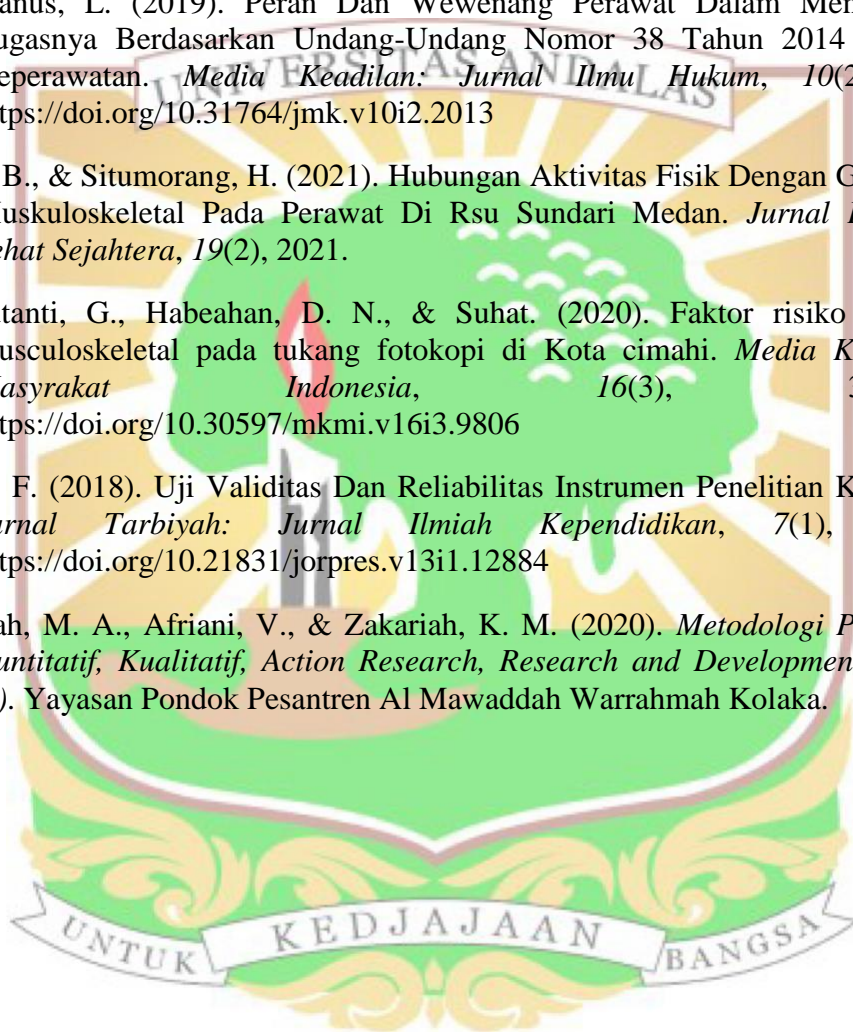 anus, L. (2019). Peran Dan Wewenang Perawat Dalam Men
ugasnya Berdasarkan Undang-Undang Nomor 38 Tahun 2014
eperawatan. Media Keadilan: Jurnal Ilmu Hukum, 10(2
UNIVERSITAS ANDALAS
tps://doi.org/10.31764/jmk.v10i2.2013
B., & Situmorang, H. (2021). Hubungan Aktivitas Fisik Dengan G
uskuloskeletal Pada Perawat Di Rsu Sundari Medan. Jurnal
ehat Sejahtera, 19(2), 2021.
tanti, G., Habeahan, D. N., & Suhat. (2020). Faktor risiko
usculoskeletal pada tukang fotokopi di Kota cimahi. Media K
asyrakat Indonesia, 16(3),
tps://doi.org/10.30597/mkmi.v16i3.9806
F. (2018). Uji Validitas Dan Reliabilitas Instrumen Penelitian K
urnal Tarbiyah: Jurnal Ilmiah Kependidikan, 7(1),
tps://doi.org/10.21831/jorpres.v13i1.12884
ah, M. A., Afriani, V., & Zakariah, K. M. (2020). Metodologi P
untitatif, Kualitatif, Action Research, Research and Development
). Yayasan Pondok Pesantren Al Mawaddah Warrahmah Kolaka.
UNTUK KEDJAJAAN BANGSA